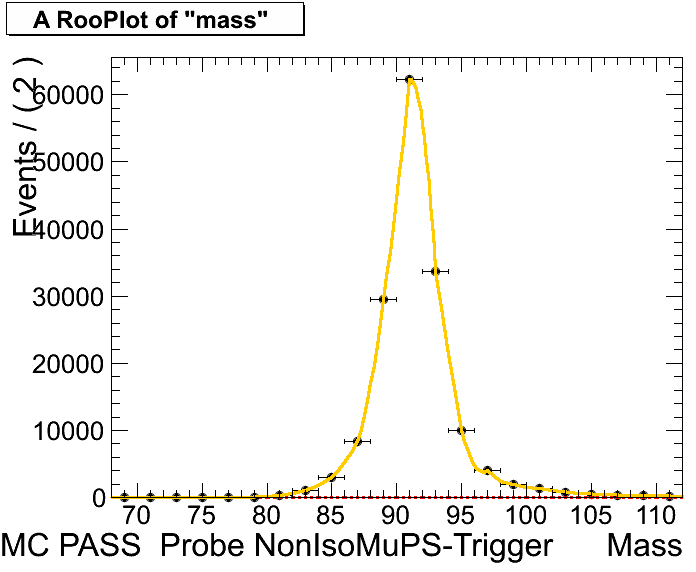 A RooPlot of "mass"
Events / ( 2 )
60000
50000
40000
30000
20000
10000
0
70 75 80 85 90 95 100 105 110
MC PASS Probe NonIsoMuPS-Trigger Mass